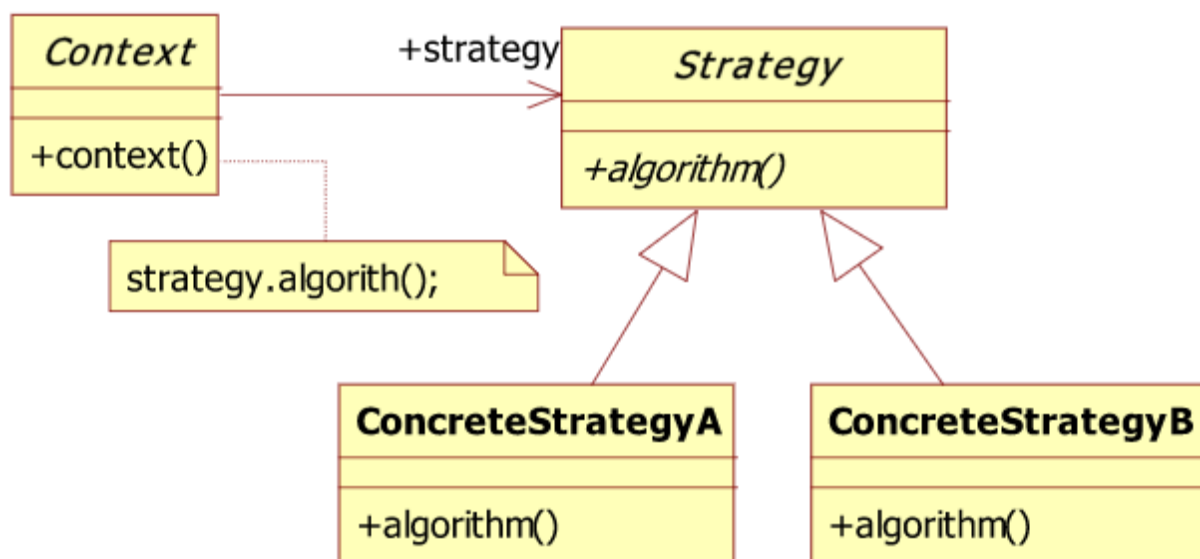 Context
+context()
+strategy
Strategy
+algorithm()
strategy.algorith();
ConcreteStrategyA
+algorithm()
ConcreteStrategyB
+algorithm()